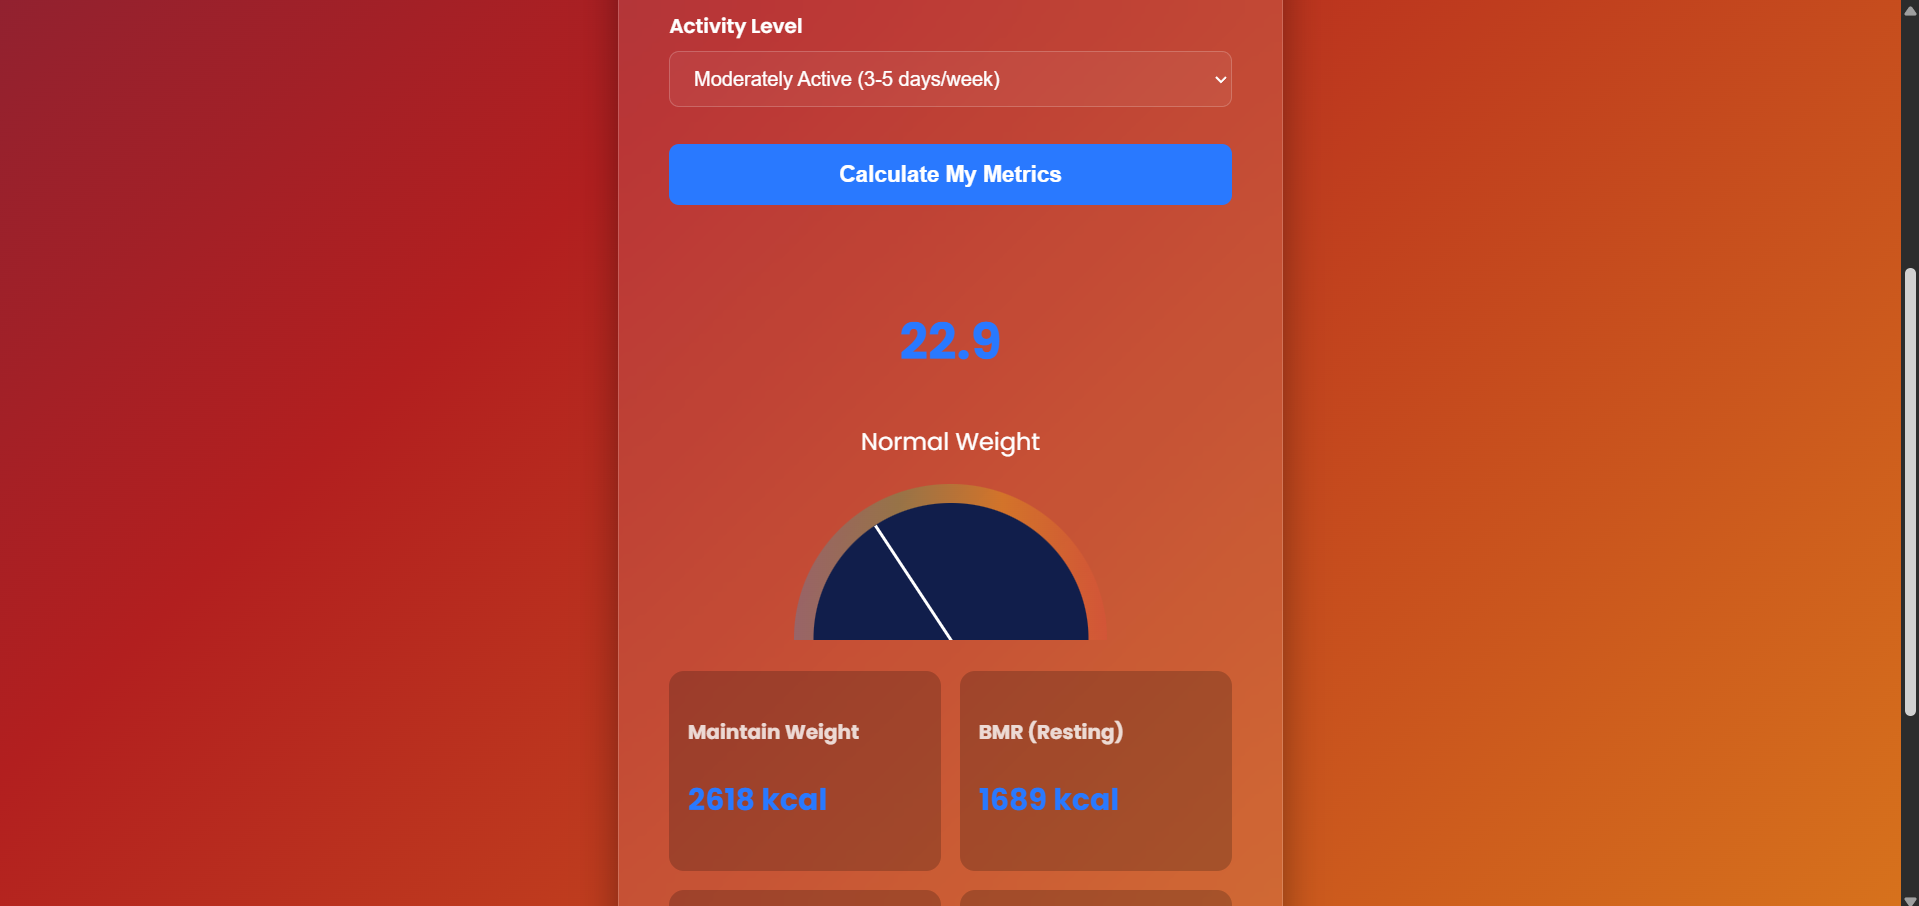 Activity Level
Moderately Active (3-5 days/week)
Calculate My Metrics
22.9
Normal Weight
Maintain Weight
2618 kcal
BMR (Resting)
1689 kcal